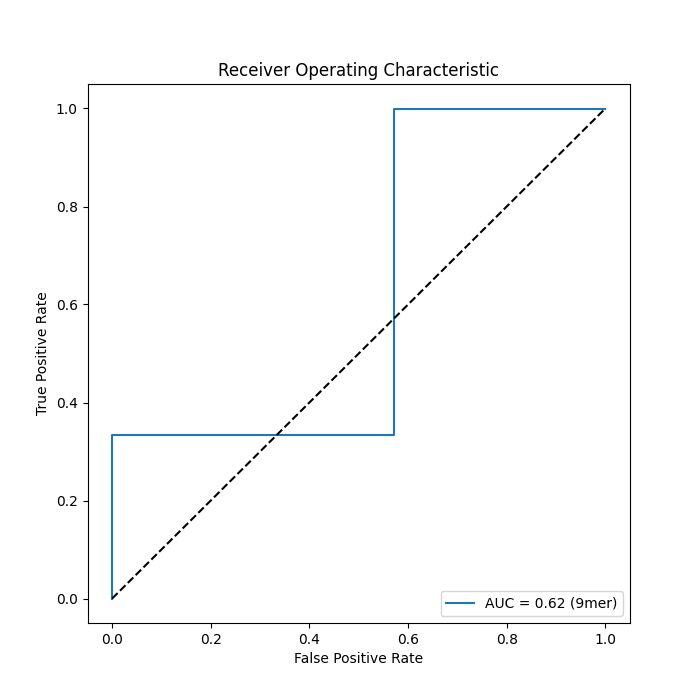 Receiver Operating Characteristic
True Positive Rate
1.0
0.8
0.6
0.4
0.2
0.0
AUC = 0.62 (9mer)
0.0 0.2 0.4 0.6 0.8 1.0
False Positive Rate